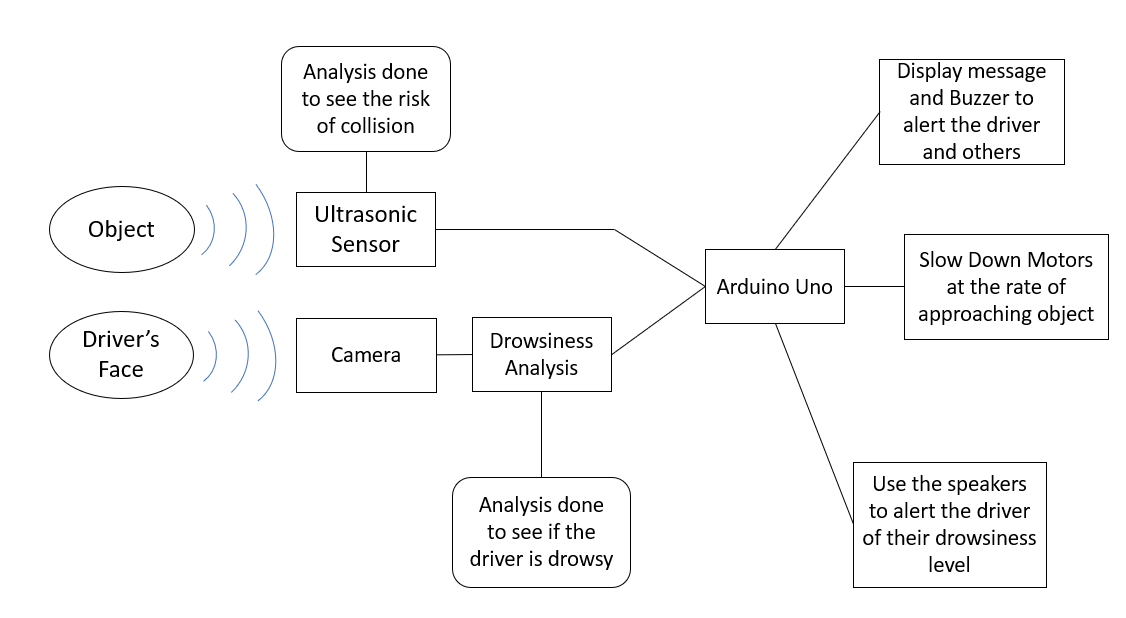 Analysis done
to see the risk
of collision
Display message
and Buzzer to
alert the driver
and others
Object
Ultrasonic
Sensor
Arduino Uno
Slow Down Motors
at the rate of
approaching object
Driver's
Face
Camera
Drowsiness
Analysis
Analysis done
to see if the
driver is drowsy
Use the speakers
to alert the driver
of their drowsiness
level